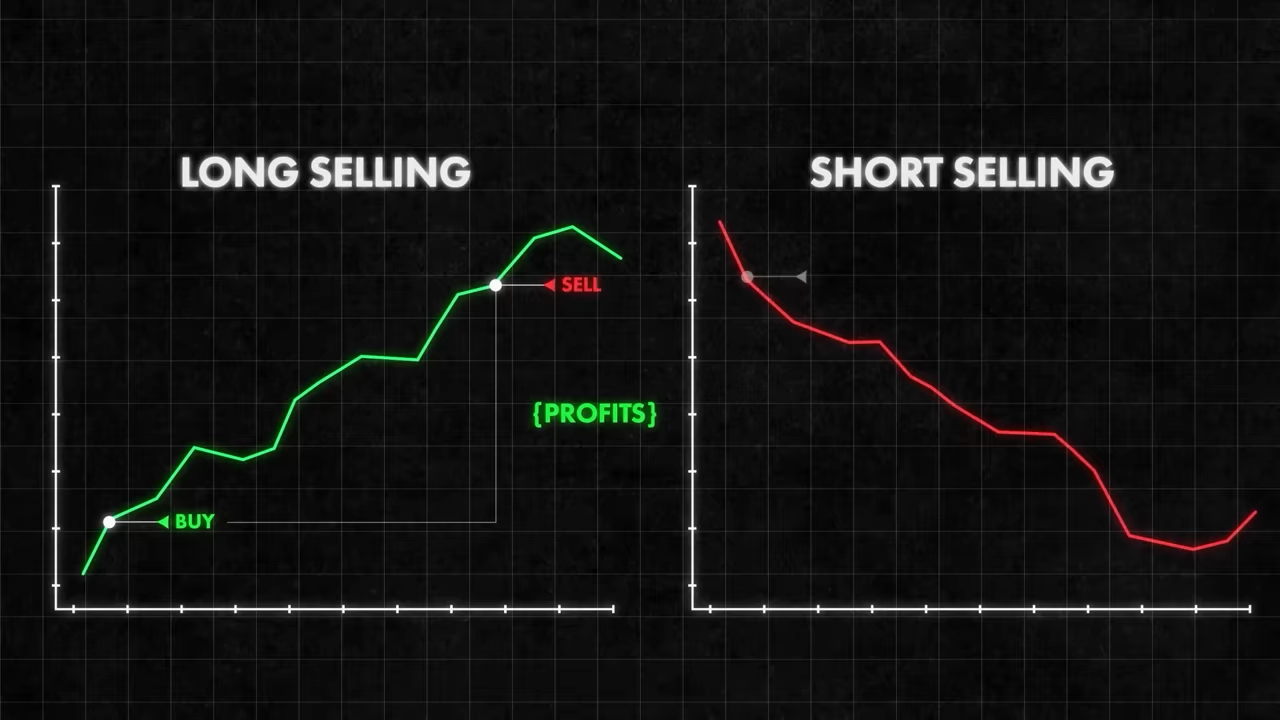 LONG SELLING
SHORT SELLING
SELL
{PROFITS}
BUY